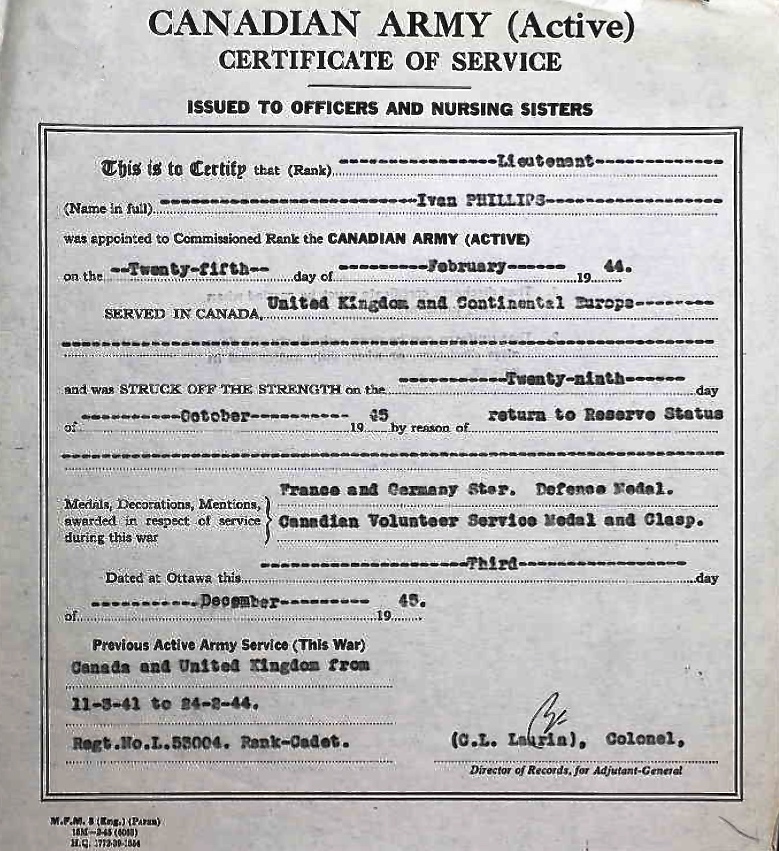 CANADIAN ARMY (Active)
CERTIFICATE OF SERVICE
ISSUED TO OFFICERS AND NURSING SISTERS
This is to Certify that (Rank) Lieutenant
(Name in full) Ivan PHILLIPS
was appointed to Commissioned Rank the CANADIAN ARMY (ACTIVE)
on the Twenty-fifth day of February 19 44.
SERVED IN CANADA, United Kingdom and Continental Europe
and was STRUCK OFF THE STRENGTH on the Twenty-ninth day
of October 19 45 by reason of return to Reserve Status
France and Germany Star. Defence Medal.
Medals, Decorations, Mentions,
awarded in respect of service Canadian Volunteer Service Medal and Clasp.
during this war
Dated at Ottawa this Third day
of December 19 45.
Previous Active Army Service (This War)
Canada and United Kingdom from
11-3-41 to 24-2-44.
Regt.No.L.53004. Rank-Cadet. (C.L. Laurin), Colonel,
Director of Records, for Adjutant-General
M.F.M. 8 (Eng.)
H.Q. 1772-39-1554